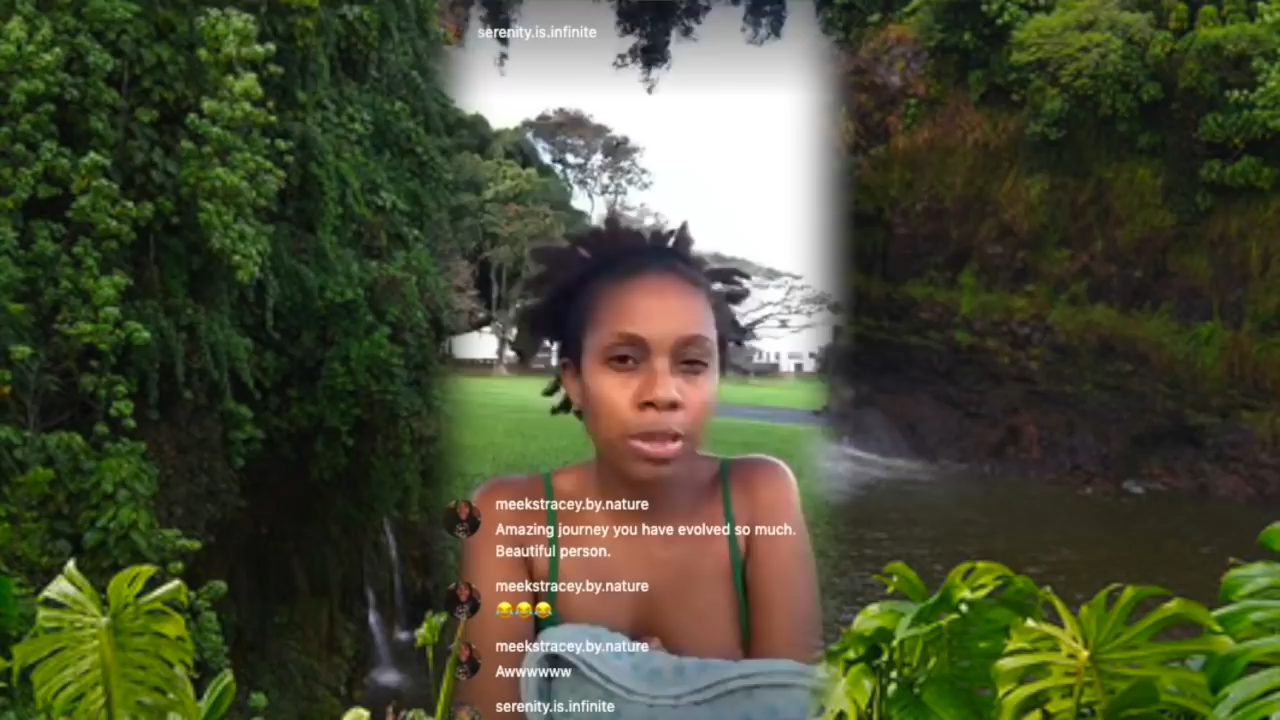 serenity.is.infinite
meekstracey.by.nature
Amazing journey you have evolved so much.
Beautiful person.
meekstracey.by.nature
😂😂😂
meekstracey.by.nature
Awwwwww
serenity.is.infinite